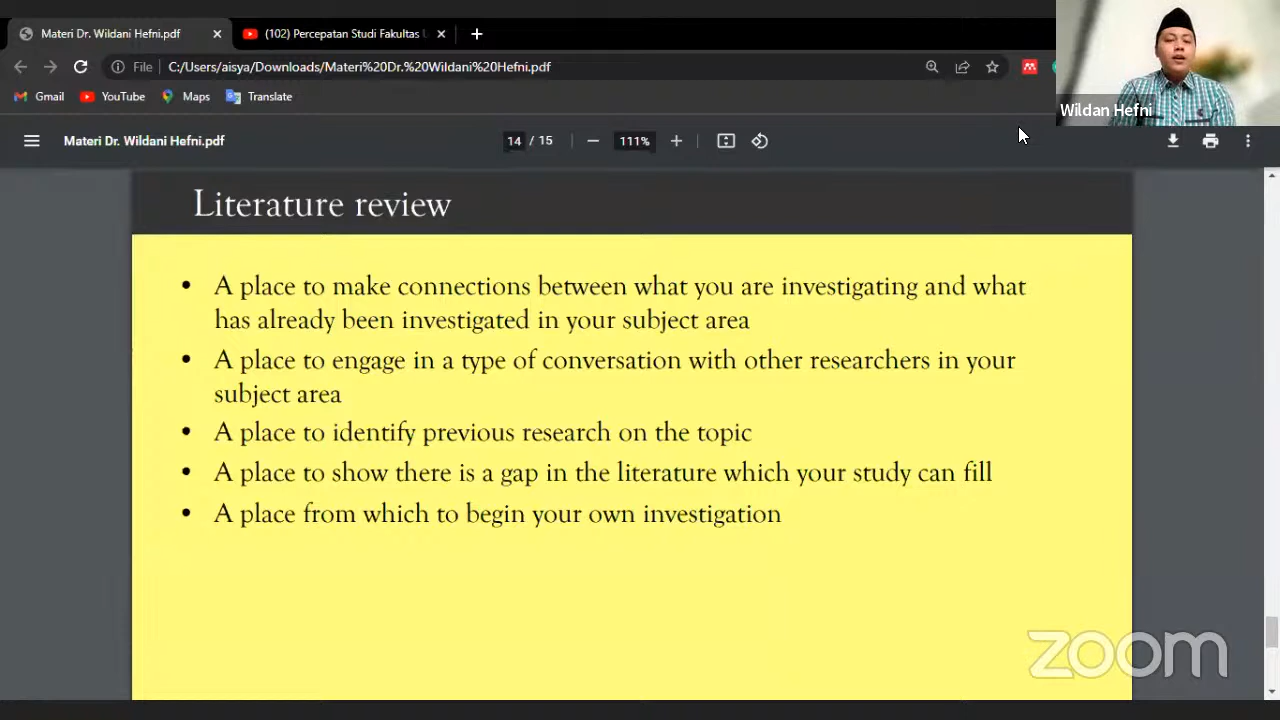 Materi Dr. Wildani Hefni.pdf
(102) Percepatan Studi Fakultas
File C:/Users/aisya/Downloads/Materi%20Dr.%20Wildani%20Hefni.pdf
Gmail YouTube Maps Translate
Wildan Hefni
Materi Dr. Wildani Hefni.pdf 14 / 15 111%
Literature review
• A place to make connections between what you are investigating and what
has already been investigated in your subject area
• A place to engage in a type of conversation with other researchers in your
subject area
• A place to identify previous research on the topic
• A place to show there is a gap in the literature which your study can fill
• A place from which to begin your own investigation
zoom